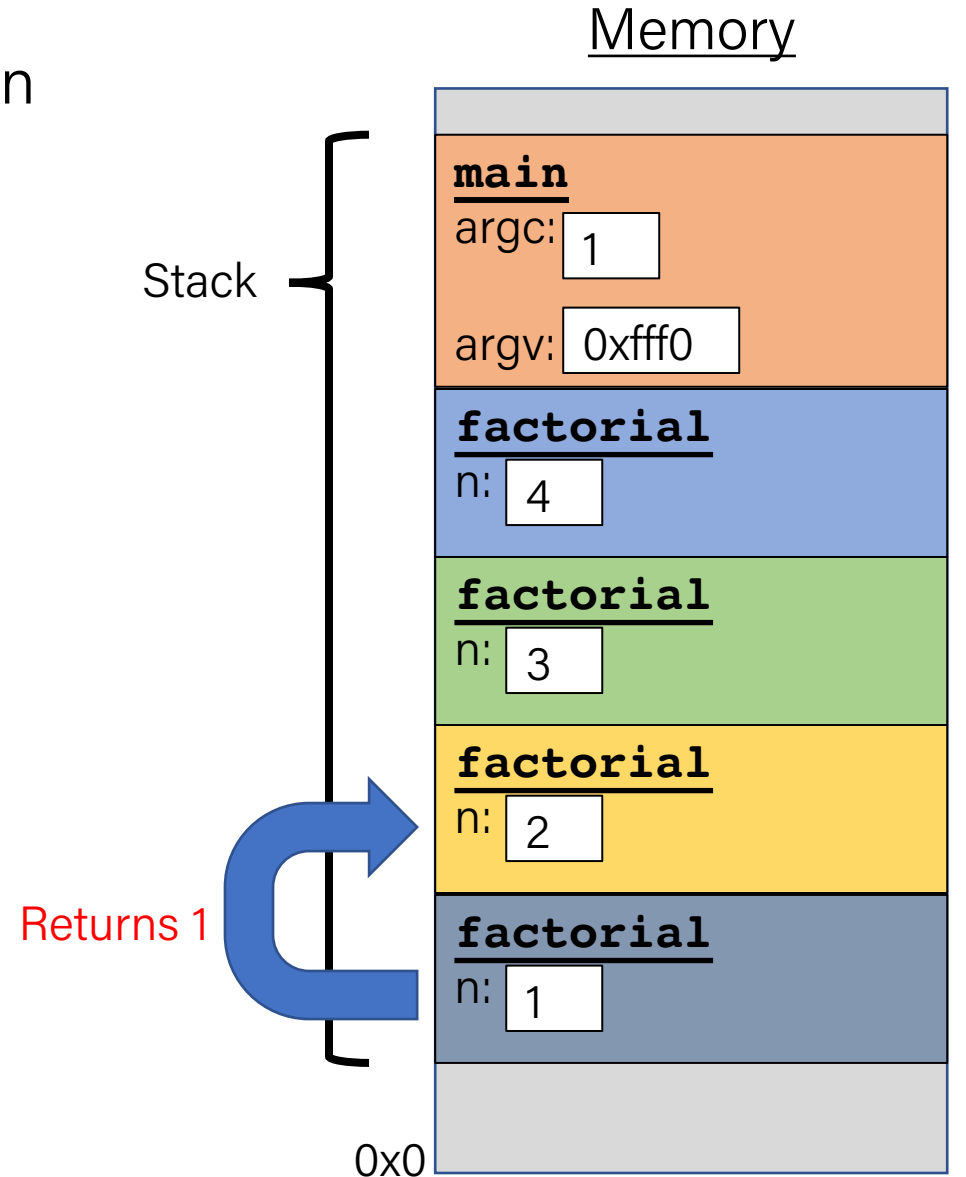 Memory
n
main
argc: 1
Stack
argv: 0xfff0
factorial
n: 4
factorial
n: 3
factorial
n: 2
Returns 1
factorial
n: 1
0x0